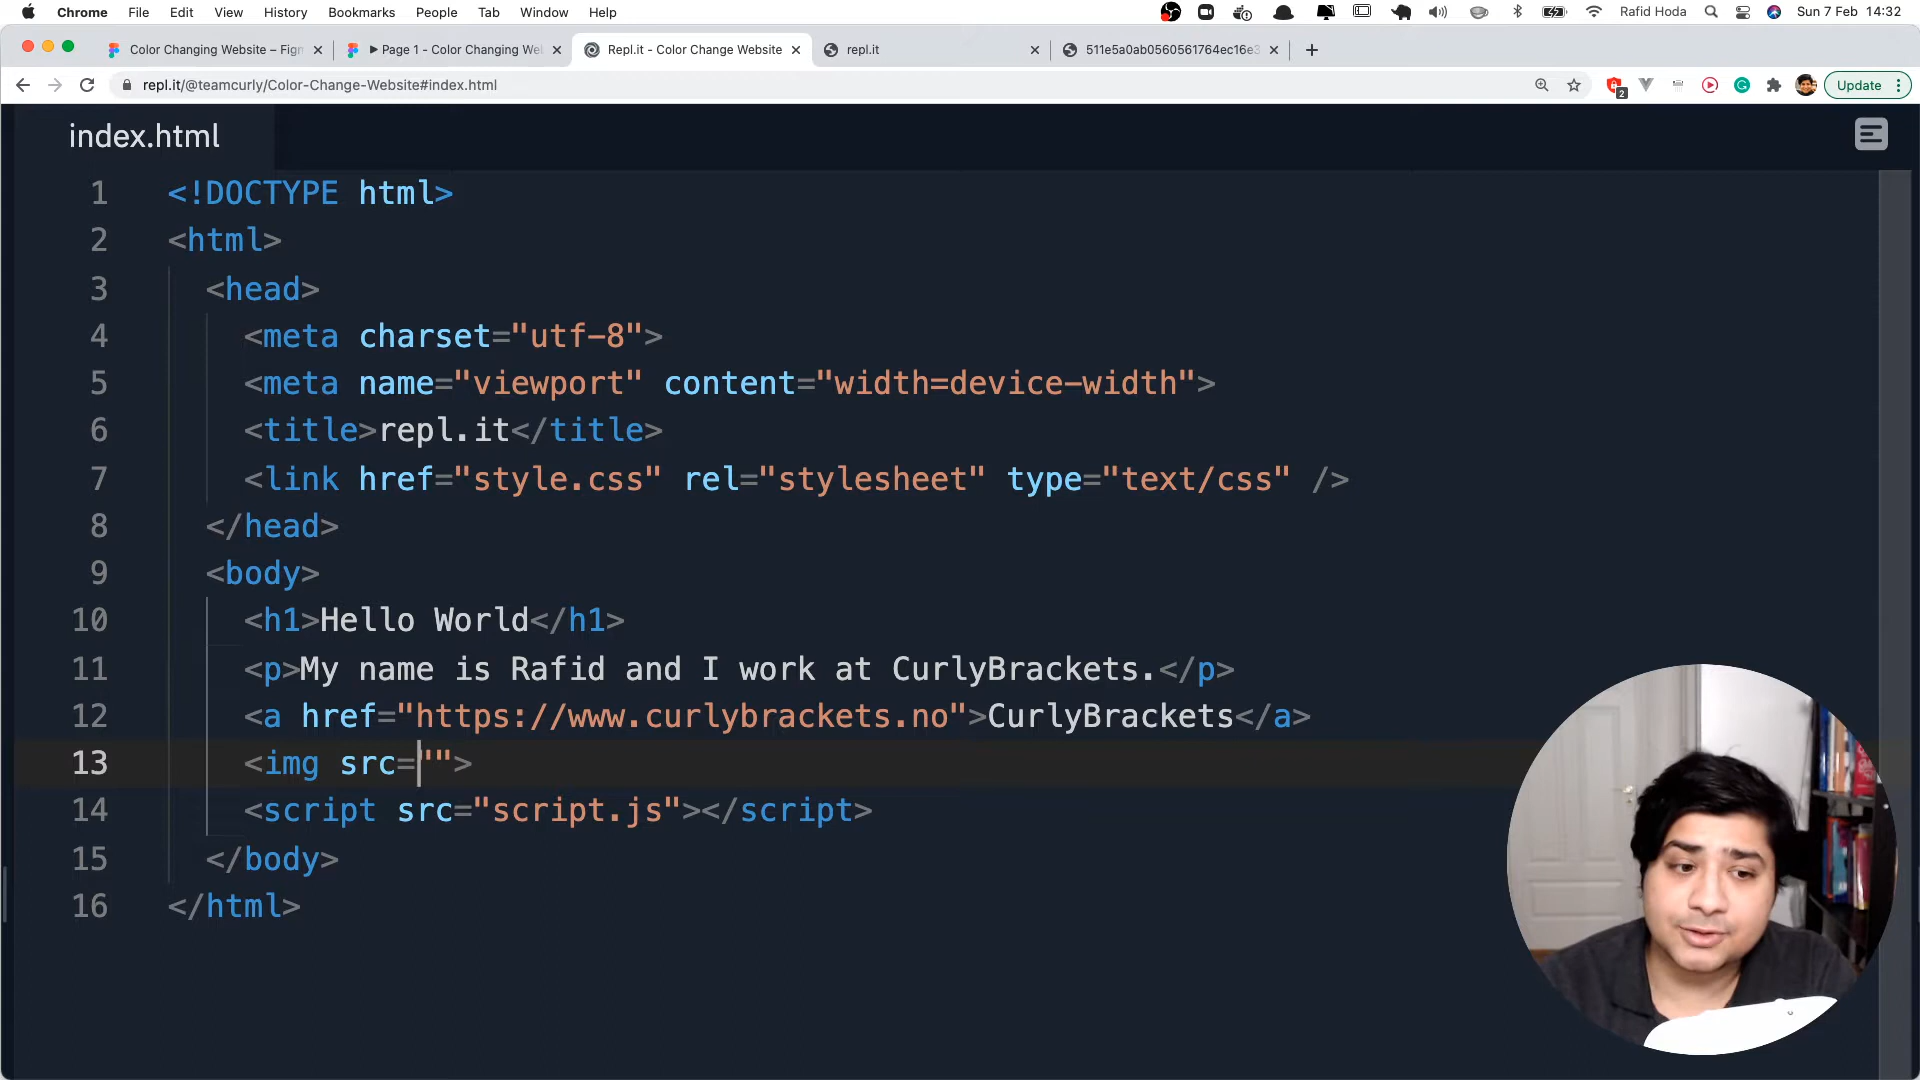 Chrome File Edit View History Bookmarks People Tab Window Help Rafid Hoda Sun 7 Feb 14:32
Color Changing Website – Figm Page 1 - Color Changing Web Repl.it - Color Change Website repl.it 511e5a0ab0560561764ec16e3
repl.it/@teamcurly/Color-Change-Website#index.html 2 Update
index.html
1 <!DOCTYPE html>
2 <html>
3 <head>
4 <meta charset="utf-8">
5 <meta name="viewport" content="width=device-width">
6 <title>repl.it</title>
7 <link href="style.css" rel="stylesheet" type="text/css" />
8 </head>
9 <body>
10 <h1>Hello World</h1>
11 <p>My name is Rafid and I work at CurlyBrackets.</p>
12 <a href="https://www.curlybrackets.no">CurlyBrackets</a>
13 <img src="">
14 <script src="script.js"></script>
15 </body>
16 </html>